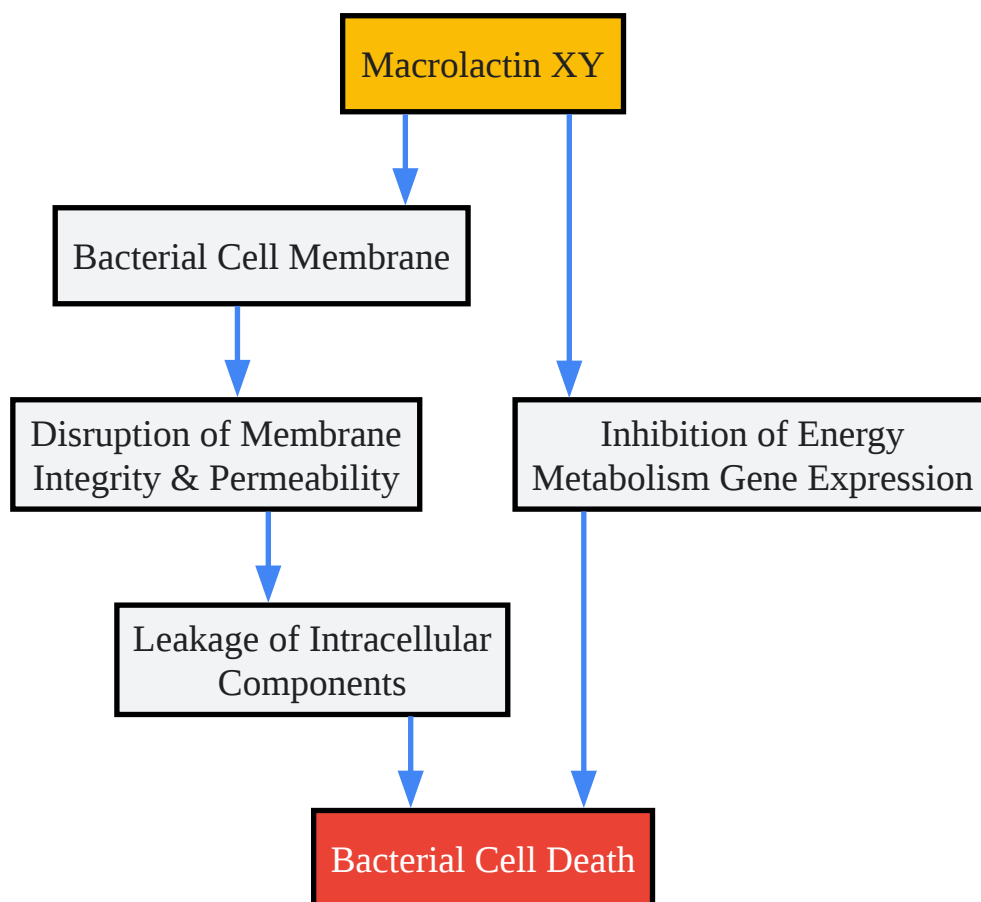 Macrolactin XY
Bacterial Cell Membrane
Disruption of Membrane
Integrity & Permeability
Inhibition of Energy
Metabolism Gene Expression
Leakage of Intracellular
Components
Bacterial Cell Death